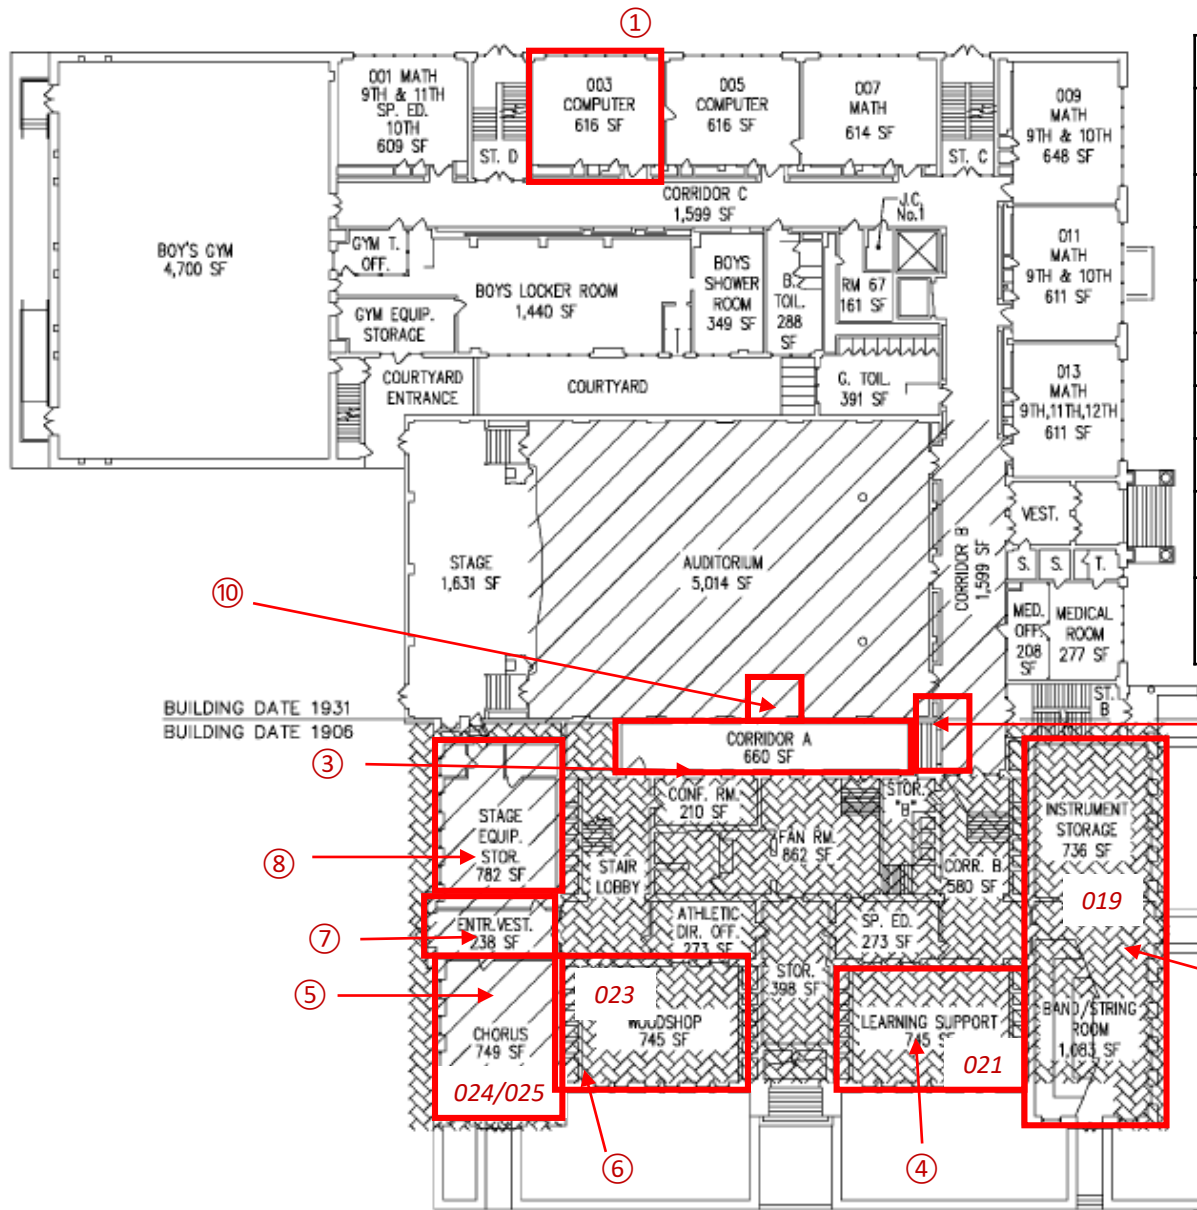 ①
001 MATH
9TH & 11TH
SP. ED.
10TH
609 SF
ST. D
003
COMPUTER
616 SF
005
COMPUTER
616 SF
007
MATH
614 SF
ST. C
009
MATH
9TH & 10TH
648 SF
CORRIDOR C
1,599 SF
J.C.
No.1
BOY'S GYM
4,700 SF
GYM T.
OFF.
GYM EQUIP.
STORAGE
BOYS LOCKER ROOM
1,440 SF
BOYS
SHOWER
ROOM
349 SF
B.
TOIL.
288
SF
RM 67
161 SF
011
MATH
9TH & 10TH
611 SF
COURTYARD
ENTRANCE
COURTYARD
G. TOIL.
391 SF
013
MATH
9TH,11TH,12TH
611 SF
STAGE
1,631 SF
AUDITORIUM
5,014 SF
CORRIDOR B
1,599 SF
VEST.
S.
S.
T.
MED.
OFF.
208
SF
MEDICAL
ROOM
277 SF
⑩
ST.
B
BUILDING DATE 1931
BUILDING DATE 1906
③
CORRIDOR A
660 SF
CONF. RM.
210 SF
STOR.
"B"
STAGE
EQUIP.
STOR.
782 SF
⑧
STAIR
LOBBY
FAN RM.
862 SF
CORR. B
580 SF
INSTRUMENT
STORAGE
736 SF
019
⑦
ENTR.VEST.
238 SF
ATHLETIC
DIR. OFF.
273 SF
SP. ED.
273 SF
⑤
CHORUS
749 SF
024/025
023
WOODSHOP
745 SF
STOR.
398 SF
LEARNING SUPPORT
745 S
021
BAND/STRING
ROOM
1,083 SF
⑥
④